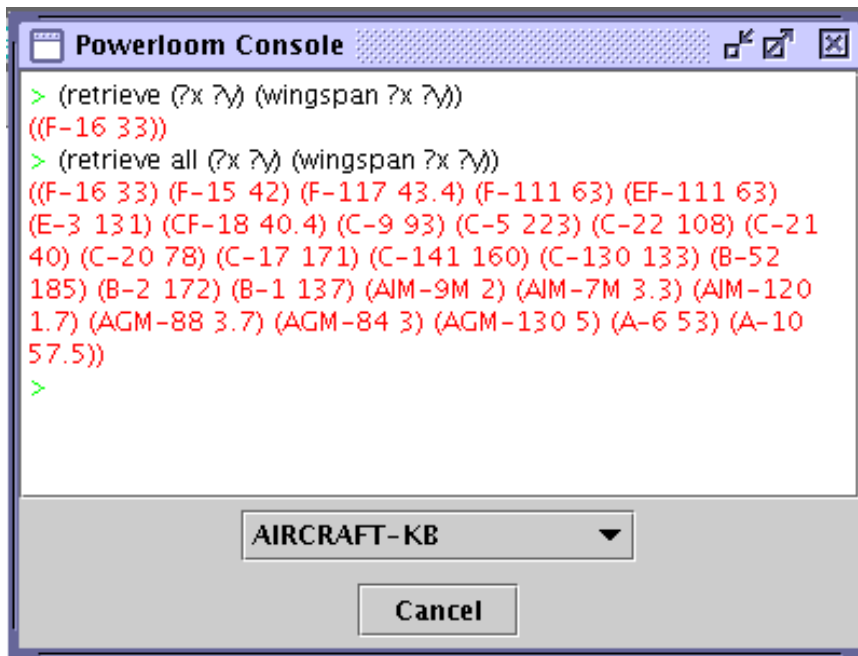 Powerloom Console
> (retrieve (?x ?y) (wingspan ?x ?y))
((F-16 33))
> (retrieve all (?x ?y) (wingspan ?x ?y))
((F-16 33) (F-15 42) (F-117 43.4) (F-111 63) (EF-111 63)
(E-3 131) (CF-18 40.4) (C-9 93) (C-5 223) (C-22 108) (C-21
40) (C-20 78) (C-17 171) (C-141 160) (C-130 133) (B-52
185) (B-2 172) (B-1 137) (AIM-9M 2) (AIM-7M 3.3) (AIM-120
1.7) (AGM-88 3.7) (AGM-84 3) (AGM-130 5) (A-6 53) (A-10
57.5))
>
AIRCRAFT-KB
Cancel